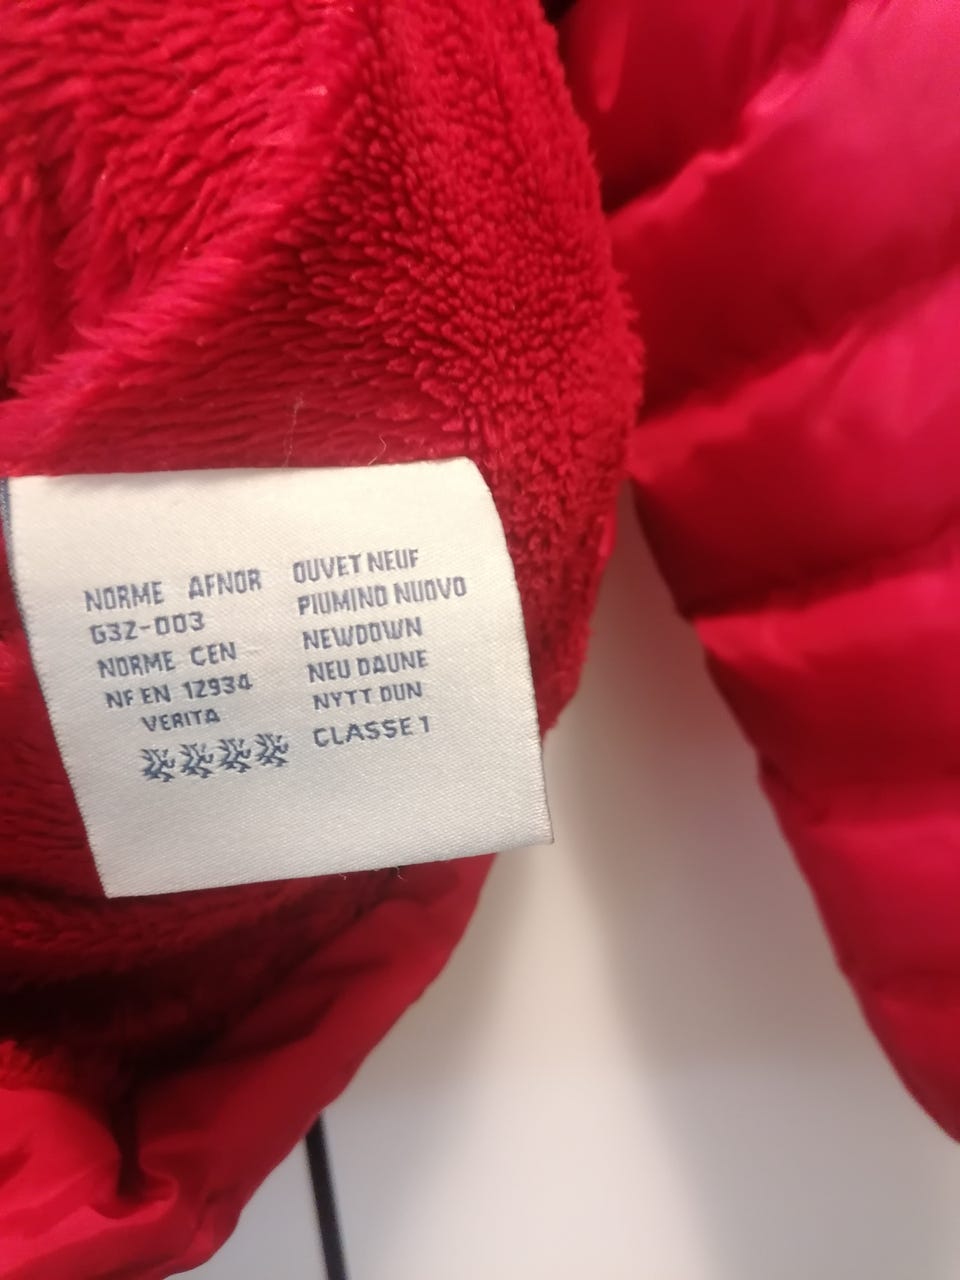 NORME AFNOR
G32-003
NORME CEN
NF EN 12934
VERITA
OUVET NEUF
PIUMINO NUOVO
NEWDOWN
NEU DAUNE
NYTT DUN
CLASSE 1